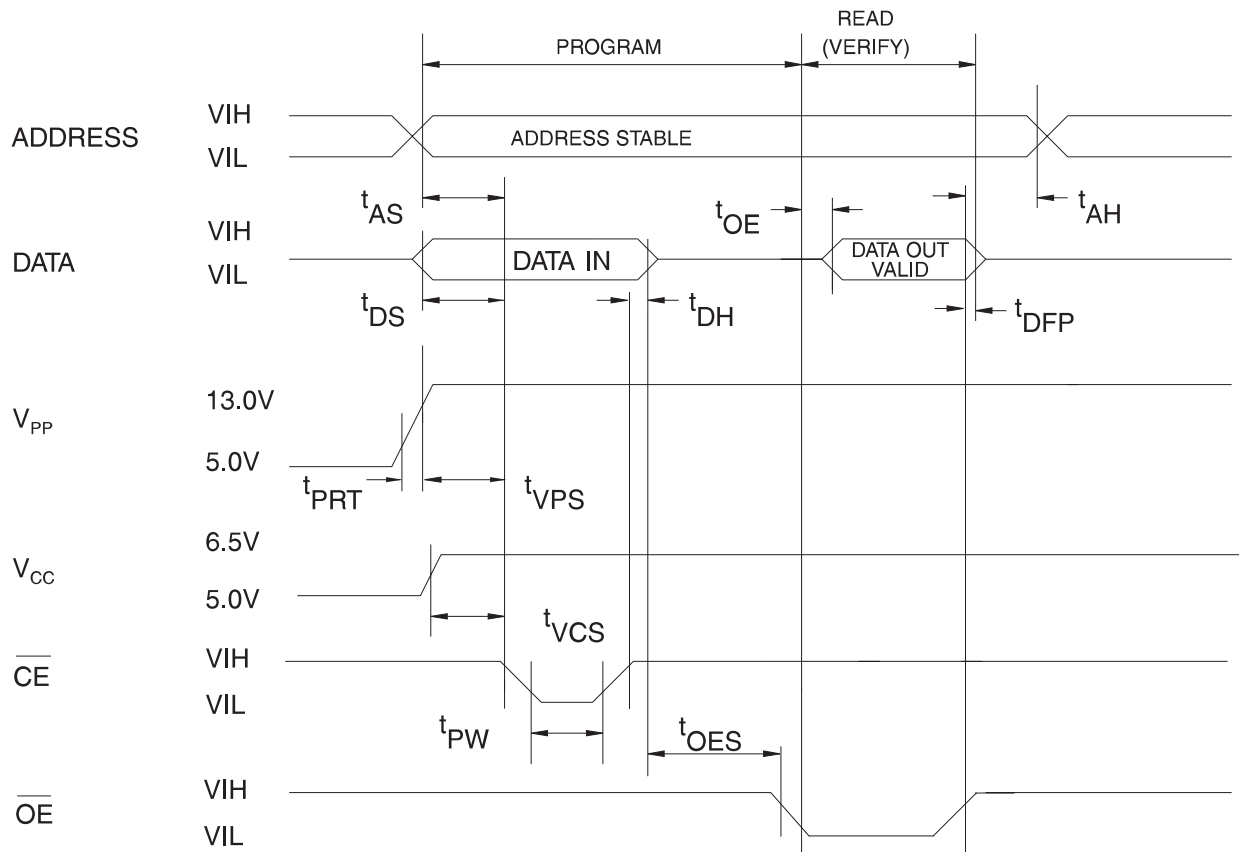 READ
PROGRAM (VERIFY)
ADDRESS VIH
VIL
ADDRESS STABLE
tAS
tOE
tAH
DATA VIH
VIL
DATA IN
DATA OUT
VALID
tDS
tDH
tDFP
VPP 13.0V
5.0V
tPRT
tVPS
VCC 6.5V
5.0V
tVCS
CE VIH
VIL
tPW
tOES
OE VIH
VIL